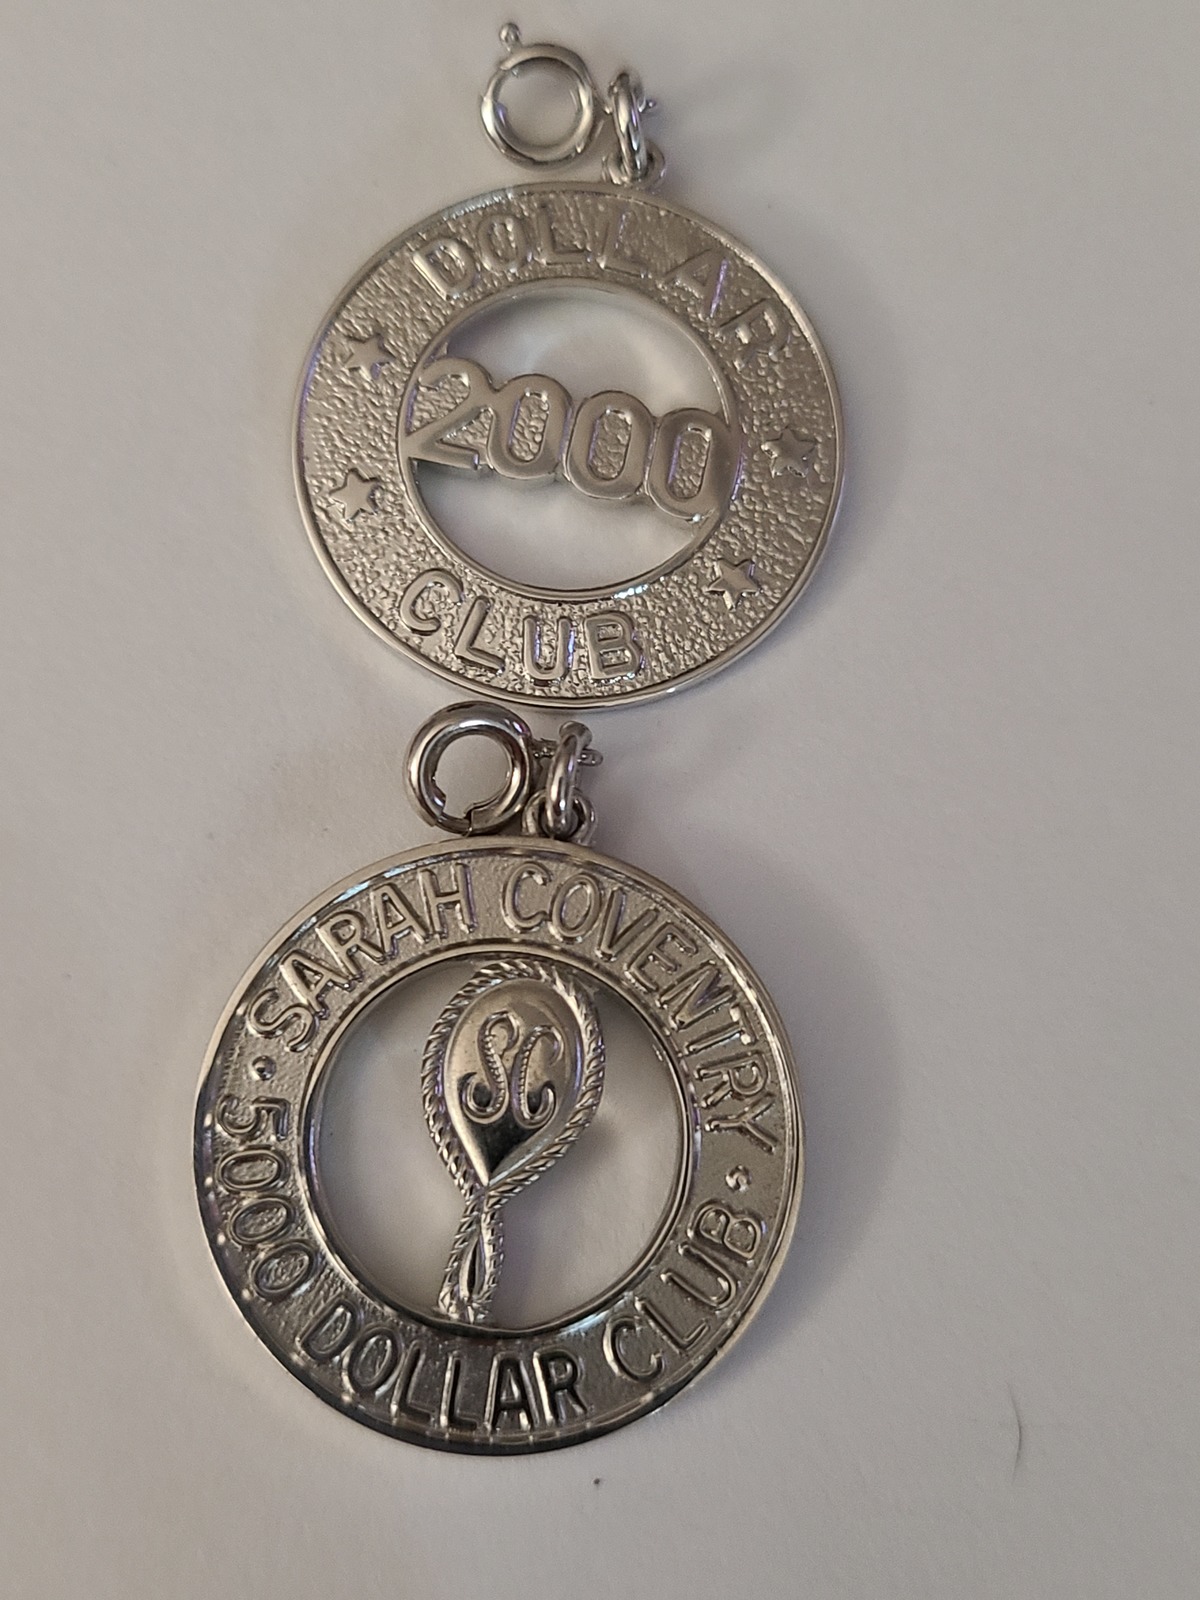 DOLLAR
2000
CLUB
SARAH COVENTRY
SC
5000 DOLLAR CLUB